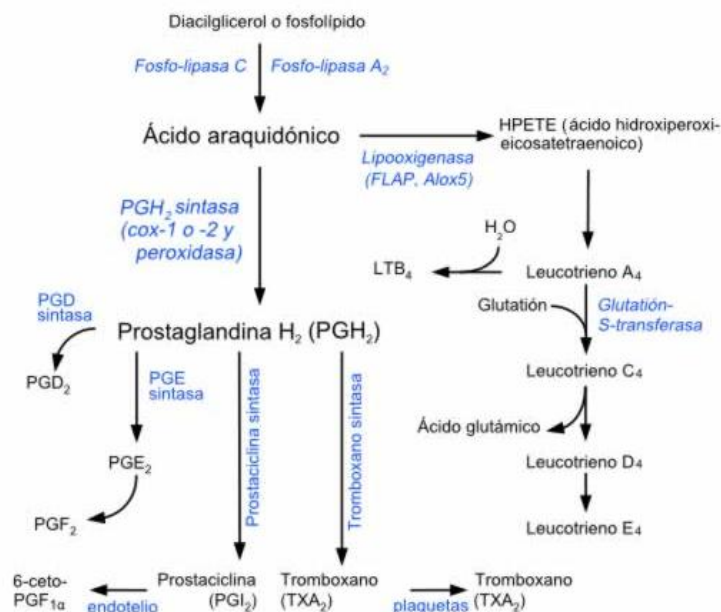 Diacilglicerol o fosfolípido
Fosfo-lipasa C
Fosfo-lipasa A₂
Ácido araquidónico
HPETE (ácido hidroxiperoxi-
eicosatetraenoico)
Lipooxigenasa
(FLAP, Alox5)
PGH₂ sintasa
(cox-1 o -2 y
peroxidasa)
H₂O
LTB₄
Leucotrieno A₄
Glutatión
Glutatión-
S-transferasa
PGD
sintasa
Prostaglandina H₂ (PGH₂)
PGD₂
PGE
sintasa
Prostaciclina sintasa
Tromboxano sintasa
Leucotrieno C₄
Ácido glutámico
PGE₂
Leucotrieno D₄
PGF₂
Leucotrieno E₄
6-ceto-
PGF₁α
endotelio
Prostaciclina
(PGI₂)
Tromboxano
(TXA₂)
plaquetas
Tromboxano
(TXA₂)